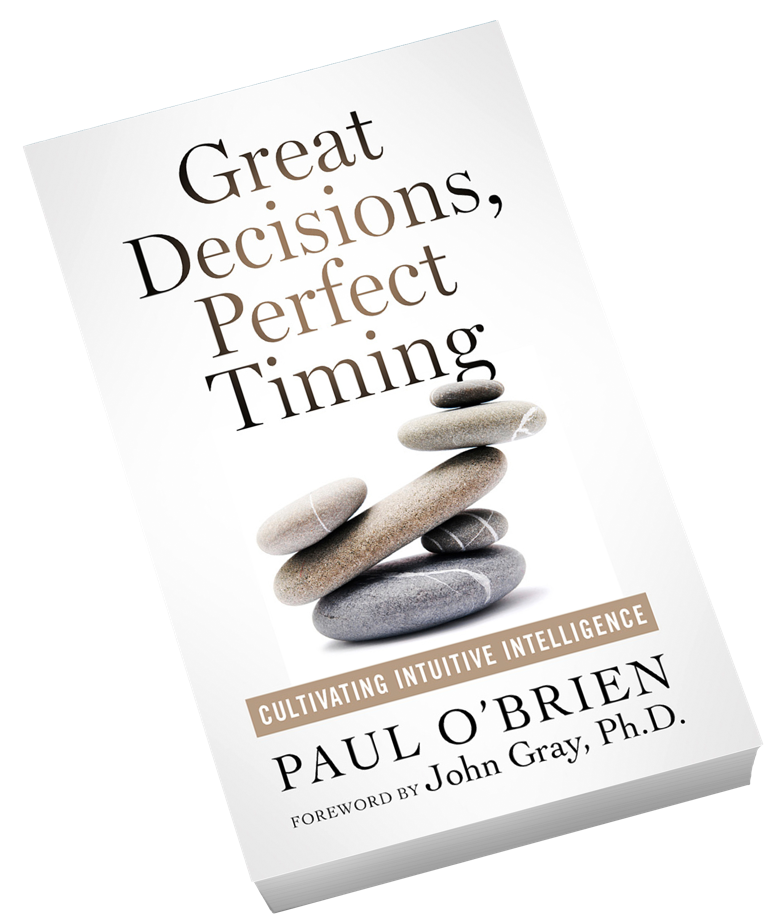 Great
Decisions,
Perfect
Timing
CULTIVATING INTUITIVE INTELLIGENCE
PAUL O'BRIEN
FOREWORD BY John Gray, Ph.D.